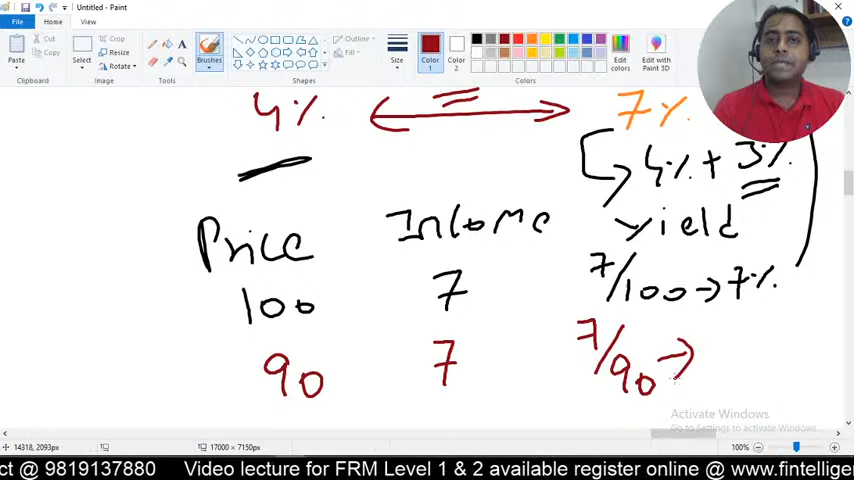 Untitled - Paint
File Home View
Paste Cut Copy Clipboard
Select Crop Resize Rotate Image
Tools
Brushes
Shapes Outline Fill
Size
Color 1 Color 2 Colors
Edit colors Edit with Paint 3D
4% 7%
4% + 3%
Price Income yield
100 7 7/100 → 7%
90 7 7/90 →
Activate Windows
Go to Settings to activate Windows.
14318, 2093px 17000 × 7150px 100%
ct @ 9819137880 Video lecture for FRM Level 1 & 2 available register online @ www.fintelliger